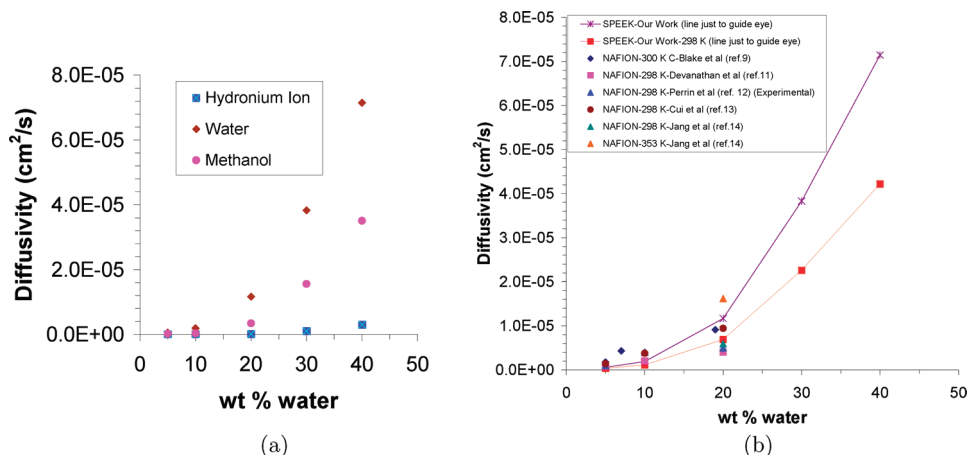 (a)
8.0E-05
6.0E-05
4.0E-05
2.0E-05
0.0E+00
Diffusivity (cm²/s)
Hydronium Ion
Water
Methanol
0 10 20 30 40 50
wt % water
(a)
(b)
8.0E-05
7.0E-05
6.0E-05
5.0E-05
4.0E-05
3.0E-05
2.0E-05
1.0E-05
0.0E+00
Diffusivity (cm²/s)
SPEEK-Our Work (line just to guide eye)
SPEEK-Our Work-298 K (line just to guide eye)
NAFION-300 K C-Blake et al (ref.9)
NAFION-298 K-Devanathan et al (ref.11)
NAFION-298 K-Perrin et al (ref. 12) (Experimental)
NAFION-298 K-Cui et al (ref.13)
NAFION-298 K-Jang et al (ref.14)
NAFION-353 K-Jang et al (ref.14)
0 10 20 30 40 50
wt % water
(b)